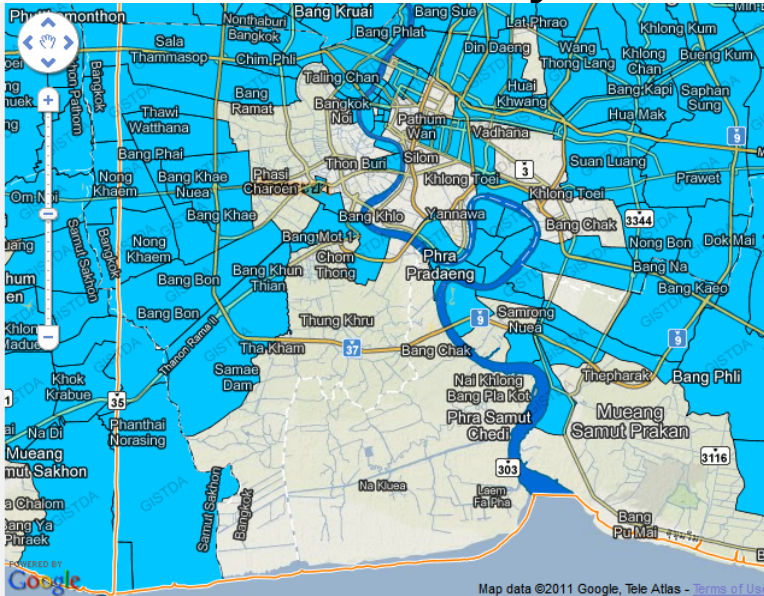 Bang Kruai
Bang Sue
Nonthaburi
Bangkok
Bang Phlat
Lat Phrao
Khlong Kum
Sala
Thammasop
Chim Phli
Din Daeng
Wang
Thong Lang
Khlong
Chan
Bueng Kum
Taling Chan
Huai
Khwang
Bang Kapi
Saphan
Sung
Bang
Ramat
Bangkok
Noi
Hua Mak
Thawi
Watthana
Pathum
Wan
Vadhana
9
Bang Phai
Thon Buri
Silom
3
Suan Luang
Nong
Khaem
Bang Khae
Nuea
Phasi
Charoen
Khlong Toei
Khlong Toei
Prawet
Om Noi
Bang Khae
Bang Khlo
Yannawa
Bang Chak
3344
Nong
Khaem
Bang Mot 1
Chom
Thong
Phra
Pradaeng
Nong Bon
Dok Mai
Samut Sakhon
Bangkok
Bang Bon
Bang Khun
Thian
Bang Na
Bang Kaeo
Bang Bon
Thung Khru
9
Samrong
Nuea
9
Thanon Rama II
Tha Kham
37
Bang Chak
Samae
Dam
Thepharak
Bang Phli
Khok
Krabue
35
Nai Khlong
Bang Pla Kot
Phra Samut
Chedi
Mueang
Samut Prakan
Phanthai
Norasing
Na Di
Mueang
mut Sakhon
303
3116
GISTDA
Samut Sakhon
Bangkok
Na Kluea
Laem
Fa Pha
a Chalom
Phraek
Bang
Pu Mai
POWERED BY
Google
Map data ©2011 Google, Tele Atlas - Terms of Us